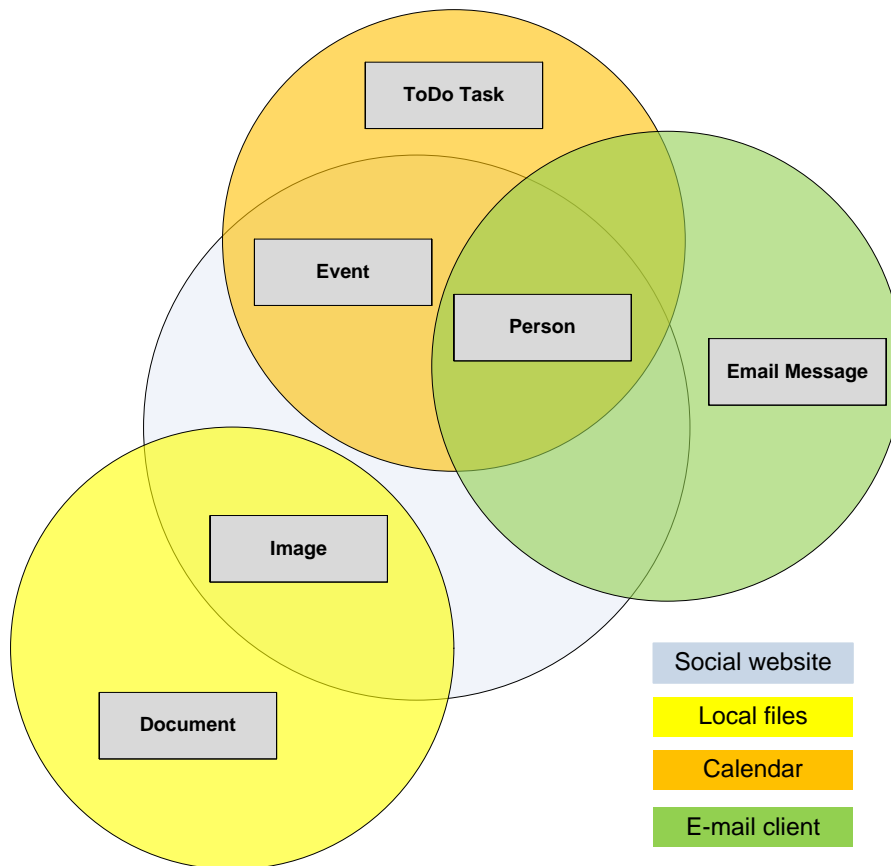 ToDo Task
Event
Person
Email Message
Image
Document
Social website
Local files
Calendar
E-mail client